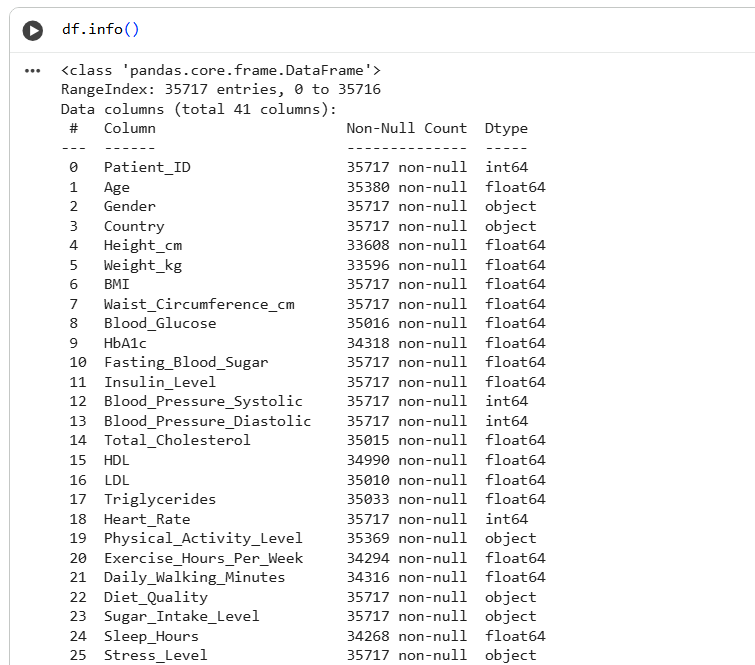 df.info()
<class 'pandas.core.frame.DataFrame'>
RangeIndex: 35717 entries, 0 to 35716
Data columns (total 41 columns):
 #   Column                      Non-Null Count  Dtype
---  ------                      --------------  -----
 0   Patient_ID                  35717 non-null  int64
 1   Age                         35380 non-null  float64
 2   Gender                      35717 non-null  object
 3   Country                     35717 non-null  object
 4   Height_cm                   33608 non-null  float64
 5   Weight_kg                   33596 non-null  float64
 6   BMI                         35717 non-null  float64
 7   Waist_Circumference_cm      35717 non-null  float64
 8   Blood_Glucose               35016 non-null  float64
 9   HbA1c                       34318 non-null  float64
 10  Fasting_Blood_Sugar         35717 non-null  float64
 11  Insulin_Level               35717 non-null  float64
 12  Blood_Pressure_Systolic     35717 non-null  int64
 13  Blood_Pressure_Diastolic    35717 non-null  int64
 14  Total_Cholesterol           35015 non-null  float64
 15  HDL                         34990 non-null  float64
 16  LDL                         35010 non-null  float64
 17  Triglycerides               35033 non-null  float64
 18  Heart_Rate                  35717 non-null  int64
 19  Physical_Activity_Level     35369 non-null  object
 20  Exercise_Hours_Per_Week     34294 non-null  float64
 21  Daily_Walking_Minutes       34316 non-null  float64
 22  Diet_Quality                35717 non-null  object
 23  Sugar_Intake_Level          35717 non-null  object
 24  Sleep_Hours                 34268 non-null  float64
 25  Stress_Level                35717 non-null  object